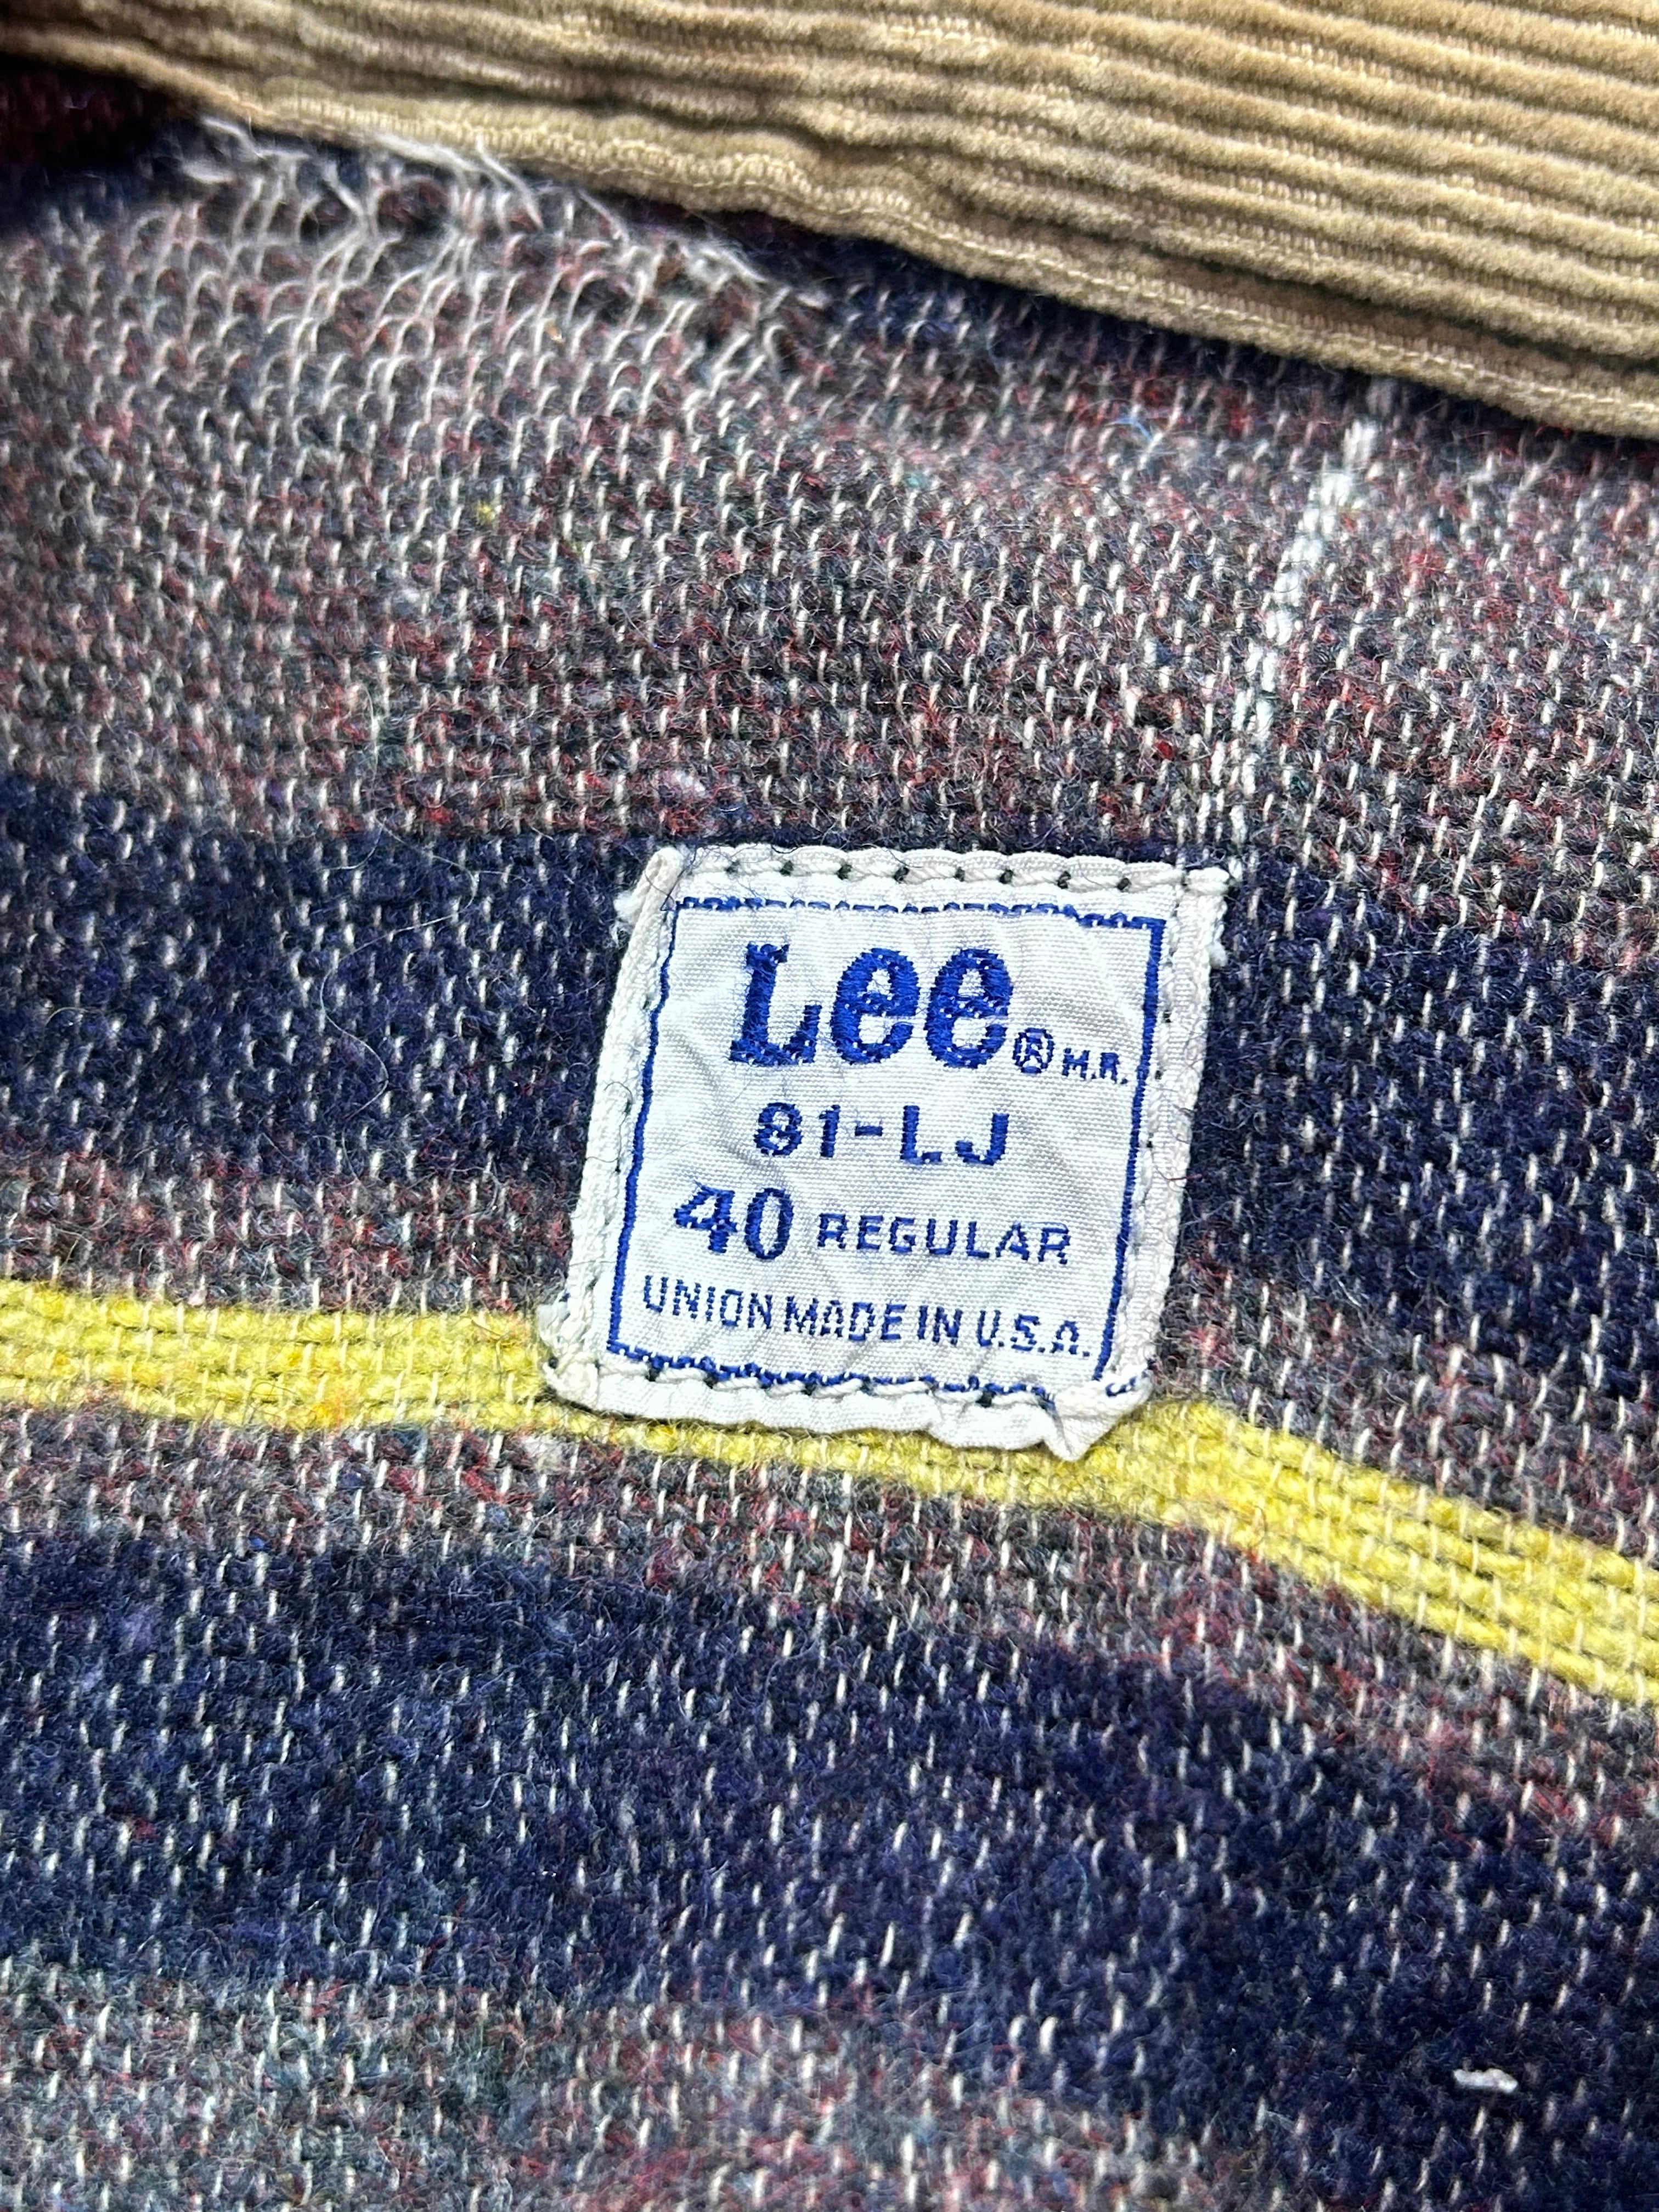 Lee® M.R.
81-LJ
40 REGULAR
UNION MADE IN U.S.A.